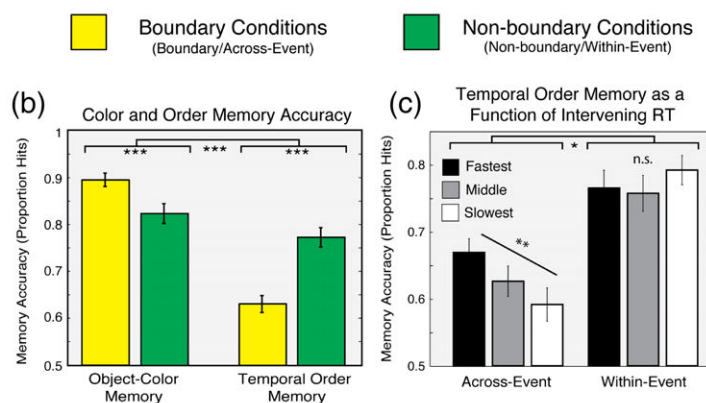 Boundary Conditions
(Boundary/Across-Event)
Non-boundary Conditions
(Non-boundary/Within-Event)
(b)
Color and Order Memory Accuracy
Memory Accuracy (Proportion Hits)
1
0.9
0.8
0.7
0.6
0.5
***
***
***
Object-Color
Memory
Temporal Order
Memory
(c)
Temporal Order Memory as a
Function of Intervening RT
Memory Accuracy (Proportion Hits)
0.8
0.7
0.6
0.5
*
n.s.
Fastest
Middle
Slowest
**
Across-Event
Within-Event